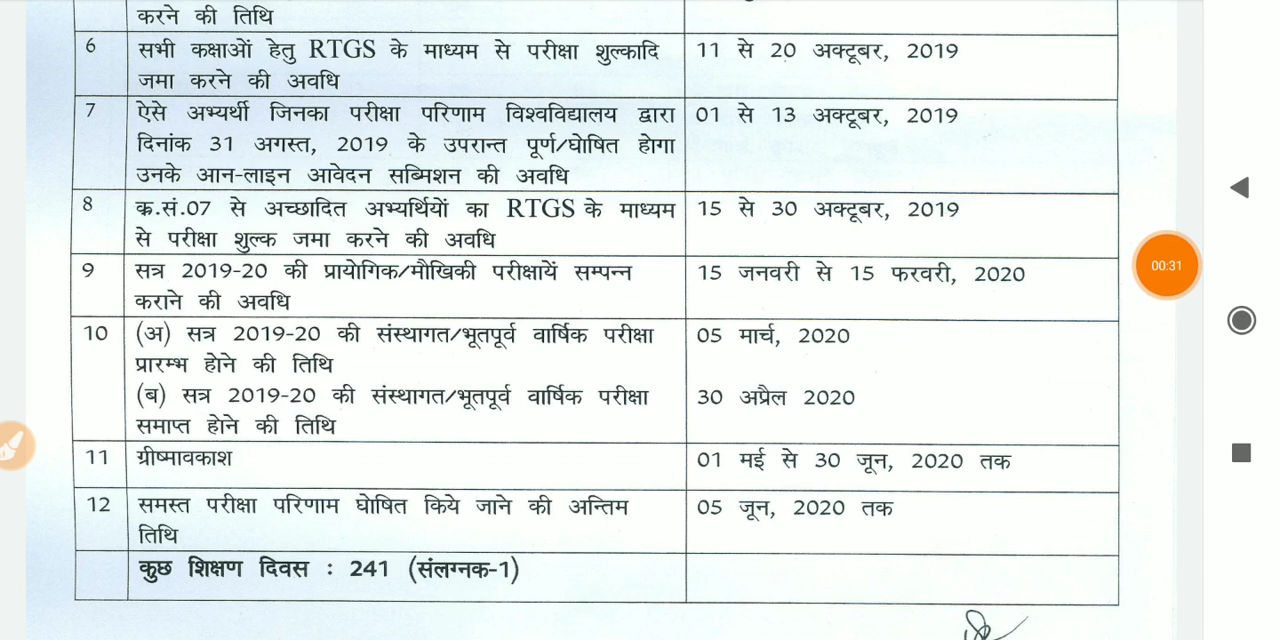 करने की तिथि
6 सभी कक्षाओं हेतु RTGS के माध्यम से परीक्षा शुल्कादि 11 से 20 अक्टूबर, 2019
जमा करने की अवधि
7 ऐसे अभ्यर्थी जिनका परीक्षा परिणाम विश्वविद्यालय द्वारा 01 से 13 अक्टूबर, 2019
दिनांक 31 अगस्त, 2019 के उपरान्त पूर्ण/घोषित होगा
उनके आन-लाइन आवेदन सब्मिशन की अवधि
8 क.सं.07 से अच्छादित अभ्यर्थियों का RTGS के माध्यम 15 से 30 अक्टूबर, 2019
से परीक्षा शुल्क जमा करने की अवधि
9 सत्र 2019-20 की प्रायोगिक/मौखिकी परीक्षायें सम्पन्न 15 जनवरी से 15 फरवरी, 2020
कराने की अवधि
10 (अ) सत्र 2019-20 की संस्थागत/भूतपूर्व वार्षिक परीक्षा 05 मार्च, 2020
प्रारम्भ होने की तिथि
(ब) सत्र 2019-20 की संस्थागत/भूतपूर्व वार्षिक परीक्षा 30 अप्रैल 2020
समाप्त होने की तिथि
11 ग्रीष्मावकाश 01 मई से 30 जून, 2020 तक
12 समस्त परीक्षा परिणाम घोषित किये जाने की अन्तिम 05 जून, 2020 तक
तिथि
कुछ शिक्षण दिवस : 241 (संलग्नक-1)
00:31